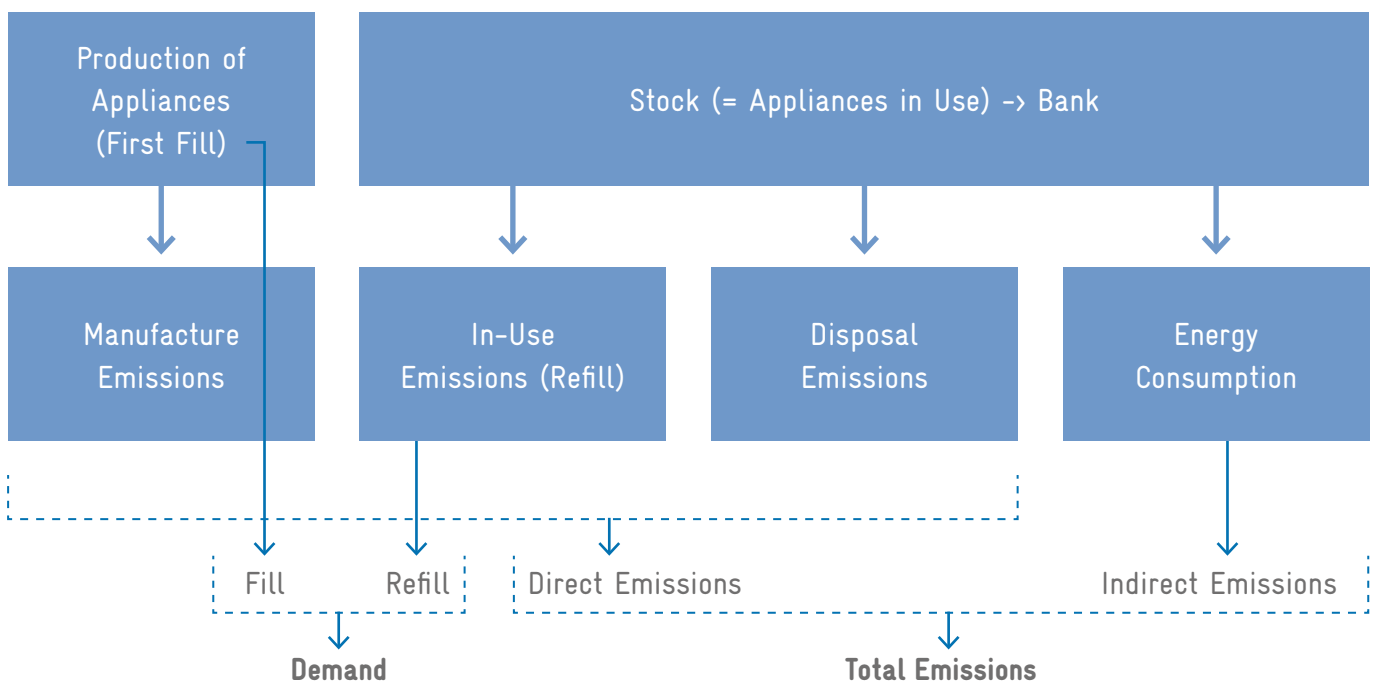 Production of
Appliances
(First Fill)
Stock (= Appliances in Use) -> Bank
Manufacture
Emissions
In-Use
Emissions (Refill)
Disposal
Emissions
Energy
Consumption
Fill
Refill
Direct Emissions
Indirect Emissions
Demand
Total Emissions